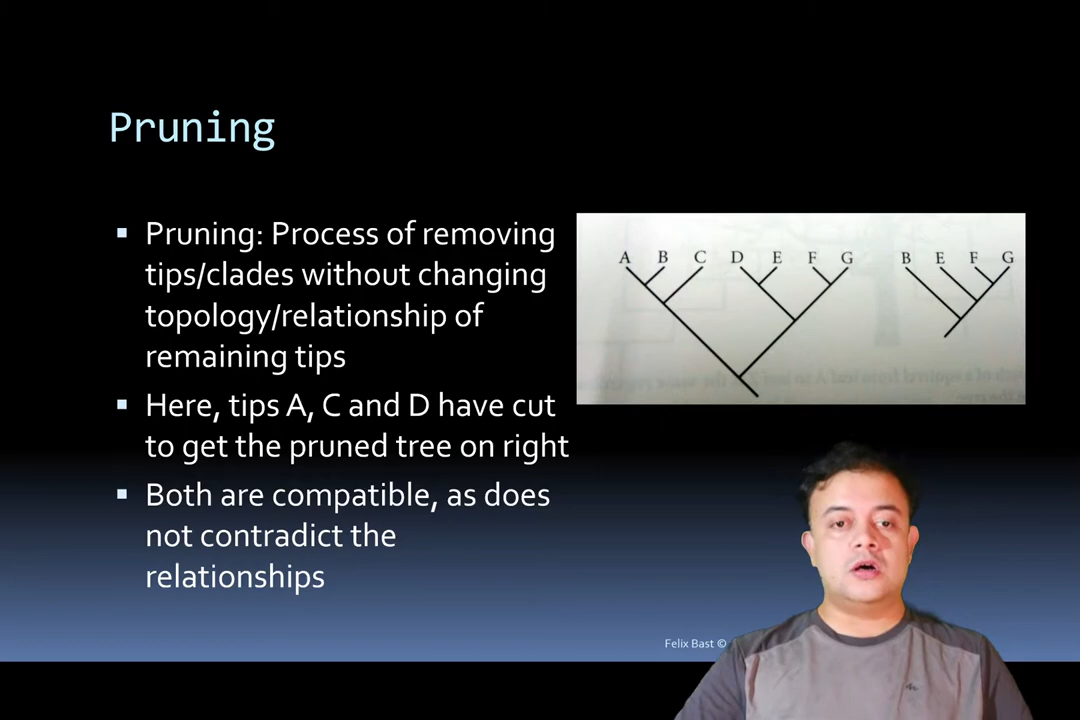 Pruning
Pruning: Process of removing
tips/clades without changing
topology/relationship of
remaining tips
Here, tips A, C and D have cut
to get the pruned tree on right
Both are compatible, as does
not contradict the
relationships
A B C D E F G B E F G
Felix Bast ©